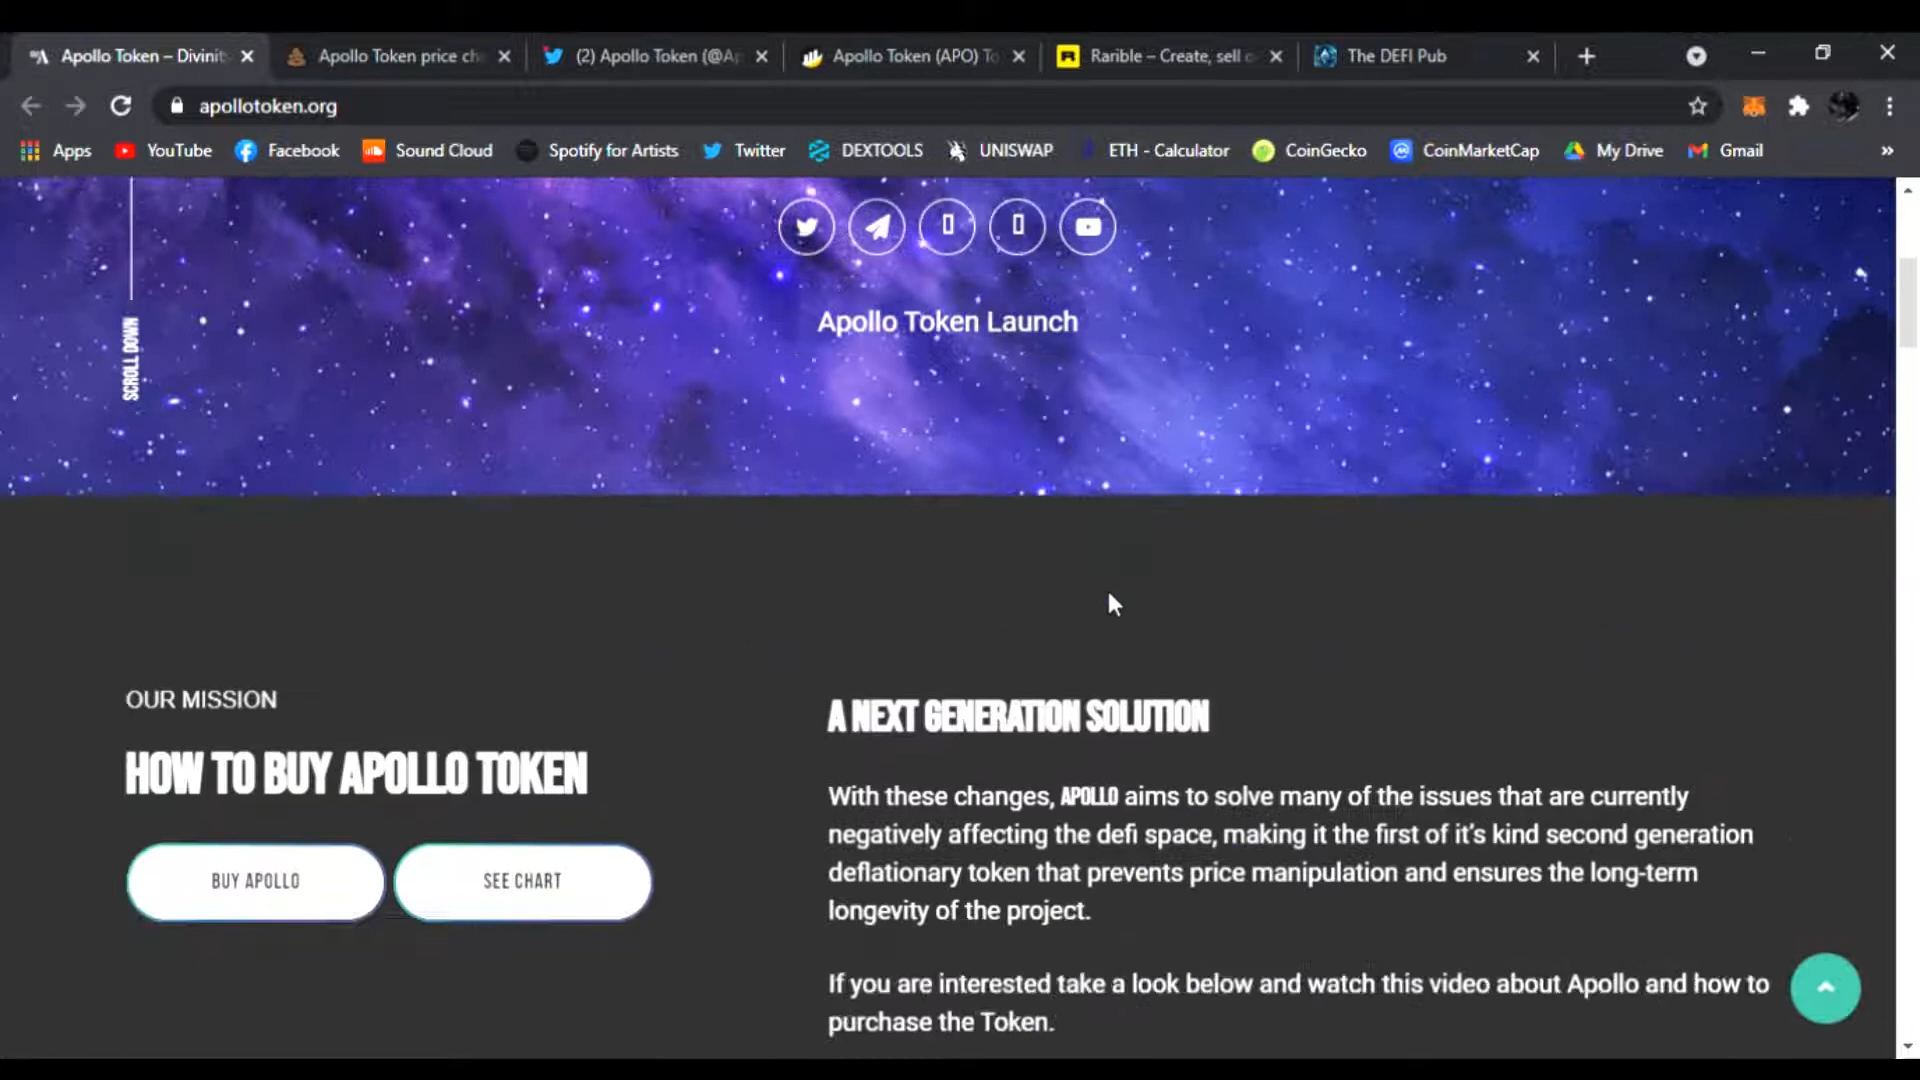 Apollo Token – Divinit
Apollo Token price ch
(2) Apollo Token (@Ap
Apollo Token (APO) To
Rarible – Create, sell o
The DEFI Pub
apollotoken.org
Apps
YouTube
Facebook
Sound Cloud
Spotify for Artists
Twitter
DEXTOOLS
UNISWAP
ETH - Calculator
CoinGecko
CoinMarketCap
My Drive
Gmail
»
Apollo Token Launch
SCROLL DOWN
OUR MISSION
HOW TO BUY APOLLO TOKEN
BUY APOLLO
SEE CHART
A NEXT GENERATION SOLUTION
With these changes, APOLLO aims to solve many of the issues that are currently
negatively affecting the defi space, making it the first of it's kind second generation
deflationary token that prevents price manipulation and ensures the long-term
longevity of the project.
If you are interested take a look below and watch this video about Apollo and how to
purchase the Token.